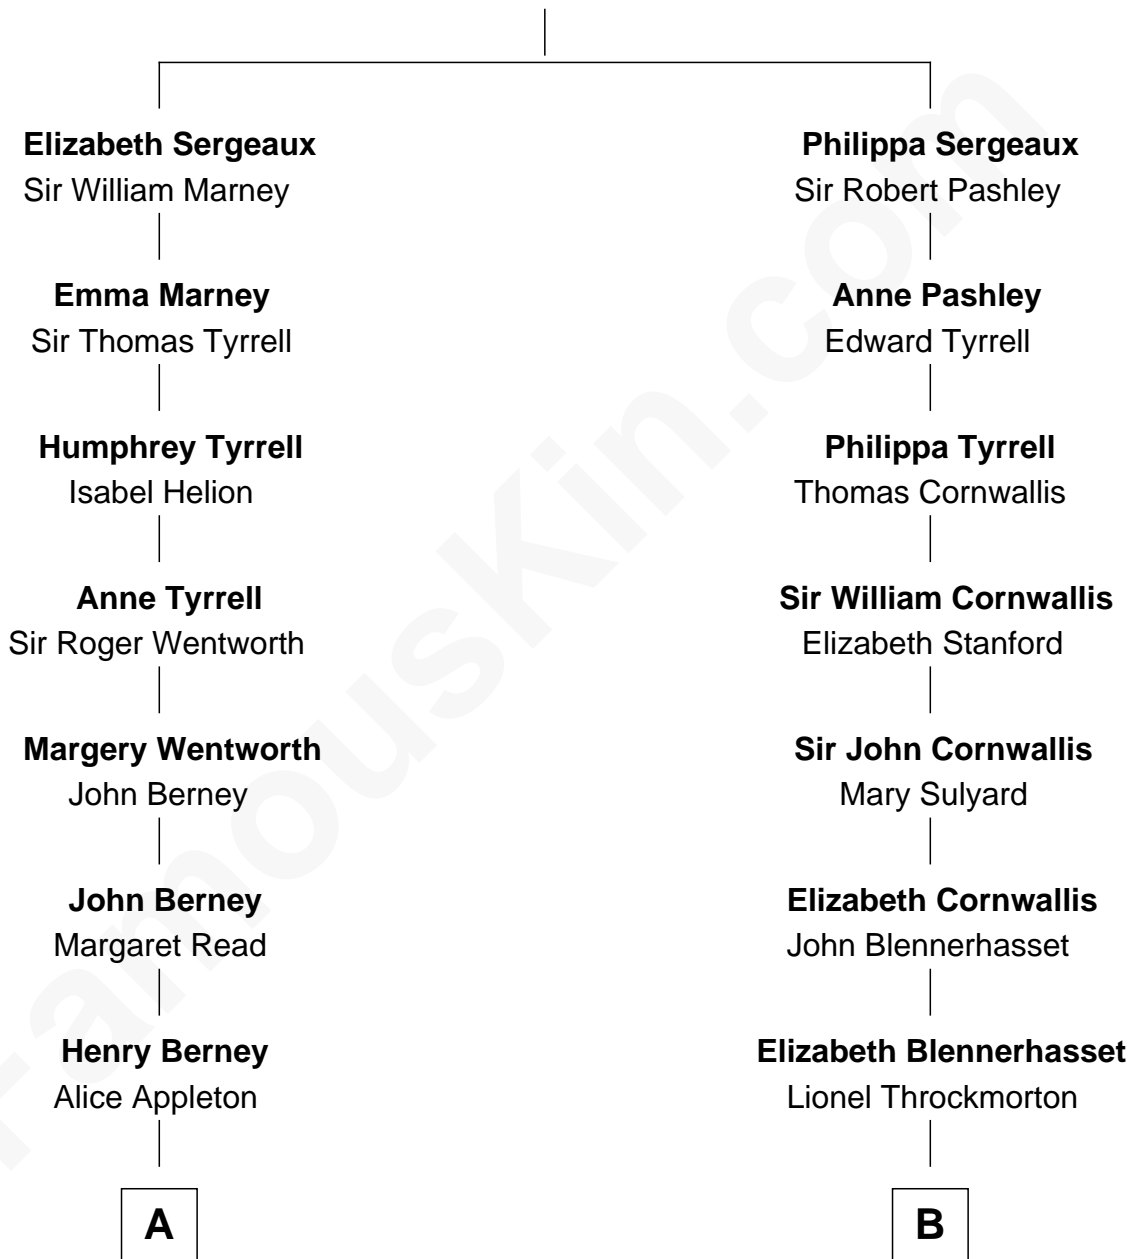 Elizabeth Sergeaux
Sir William Marney
Emma Marney
Sir Thomas Tyrrell
Humphrey Tyrrell
Isabel Helion
Anne Tyrrell
Sir Roger Wentworth
Margery Wentworth
John Berney
John Berney
Margaret Read
Henry Berney
Alice Appleton
A
Philippa Sergeaux
Sir Robert Pashley
Anne Pashley
Edward Tyrrell
Philippa Tyrrell
Thomas Cornwallis
Sir William Cornwallis
Elizabeth Stanford
Sir John Cornwallis
Mary Sulyard
Elizabeth Cornwallis
John Blennerhasset
Elizabeth Blennerhasset
Lionel Throckmorton
B
FamousKin.com